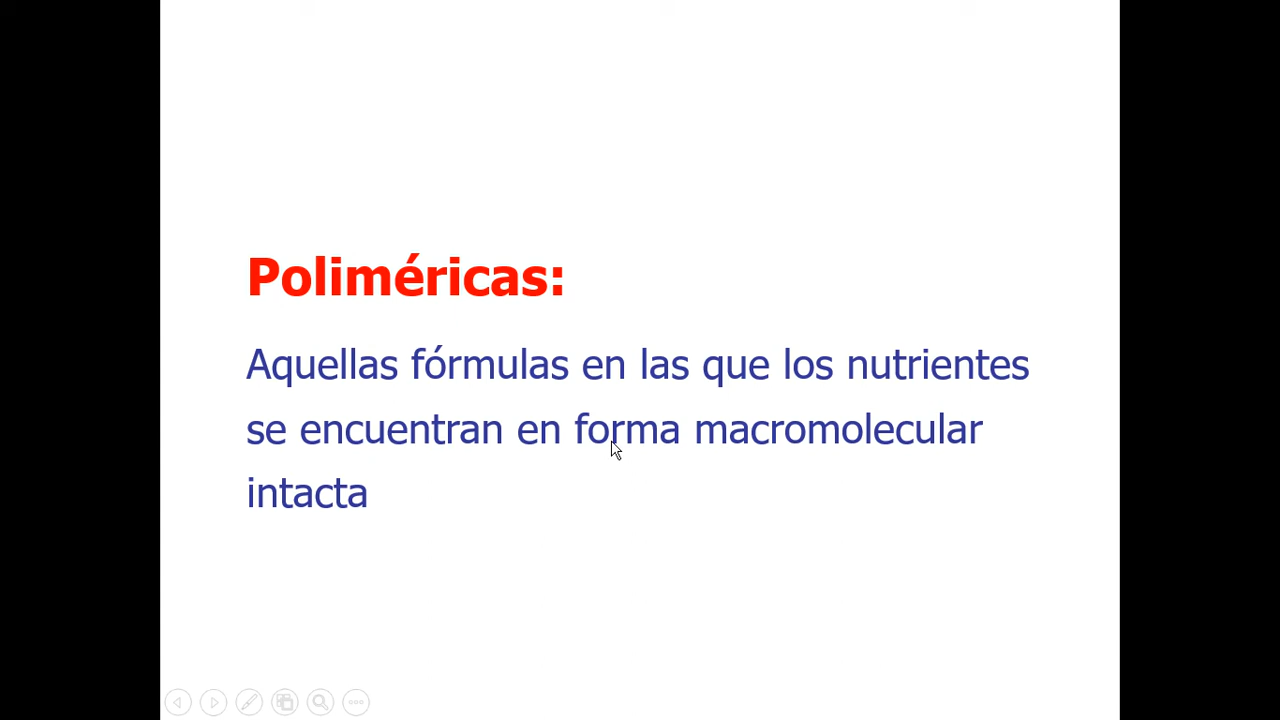 Poliméricas:
Aquellas fórmulas en las que los nutrientes
se encuentran en forma macromolecular
intacta